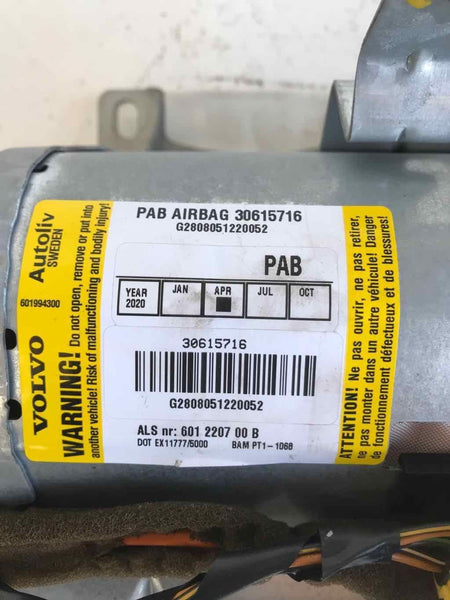 PAB AIRBAG 30615716
G2808051220052
PAB
YEAR 2020 JAN APR JUL OCT
30615716
G2808051220052
ALS nr: 601 2207 00 B
DOT EX11777/5000 BAM PT1-1068
Autoliv
SWEDEN
601994300
VOLVO
WARNING! Do not open, remove or put into
another vehicle! Risk of malfunctioning and bodily injury!
ATTENTION! Ne pas ouvrir, ne pas retirer,
ne pas monter dans un autre véhicule! Danger
de fonctionnement défectueux et de blessures!